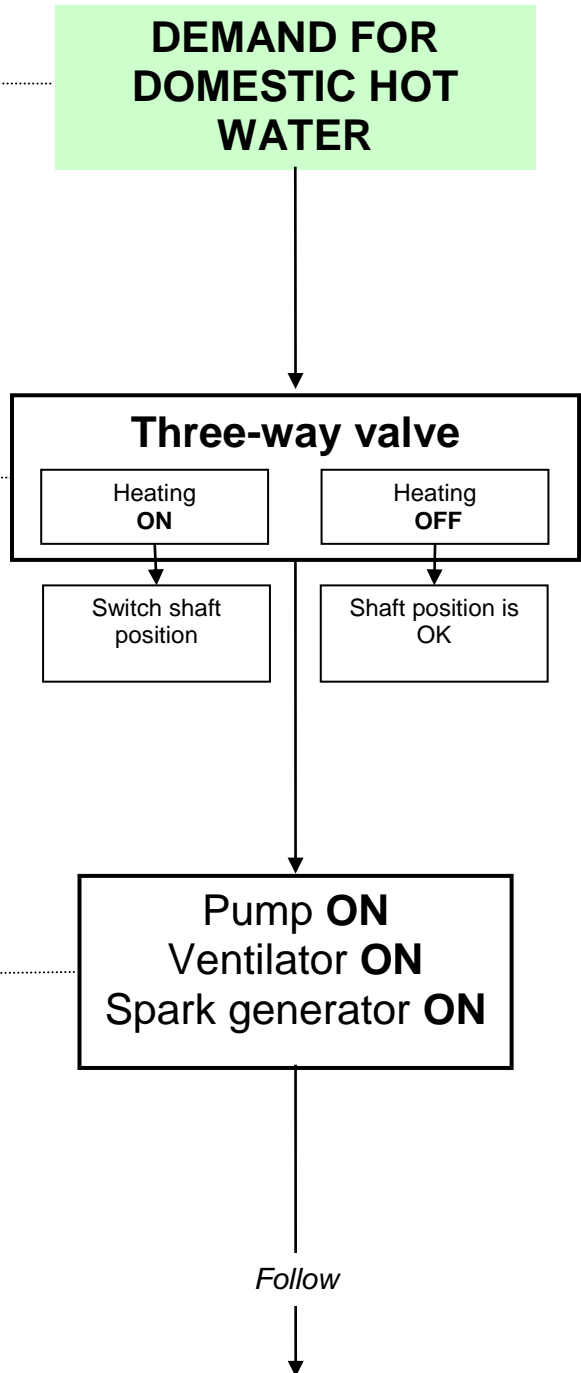 DEMAND FOR
DOMESTIC HOT
WATER
Three-way valve
Heating
ON
Heating
OFF
Switch shaft
position
Shaft position is
OK
Pump ON
Ventilator ON
Spark generator ON
Follow